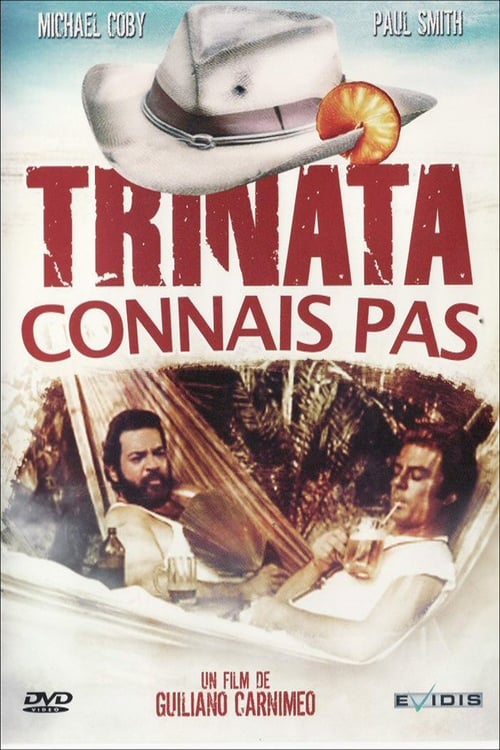 MICHAEL COBY
PAUL SMITH
TRINATA
CONNAIS PAS
UN FILM DE
GUILIANO CARNIMEO
DVD
VIDEO
EVIDIS